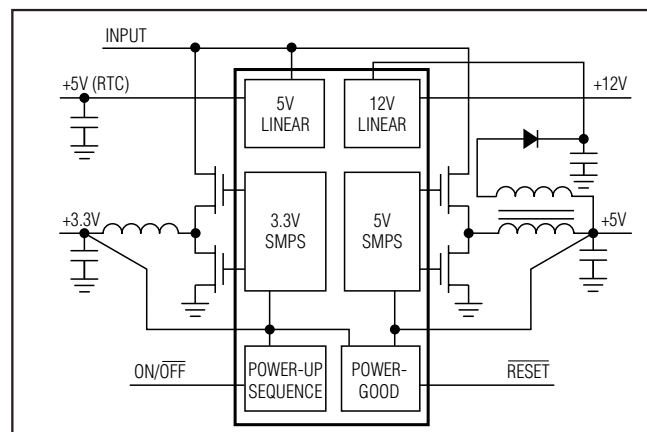 INPUT
+5V (RTC)
5V
LINEAR
12V
LINEAR
+12V
+3.3V
3.3V
SMPS
5V
SMPS
+5V
ON/OFF
POWER-UP
SEQUENCE
POWER-
GOOD
RESET